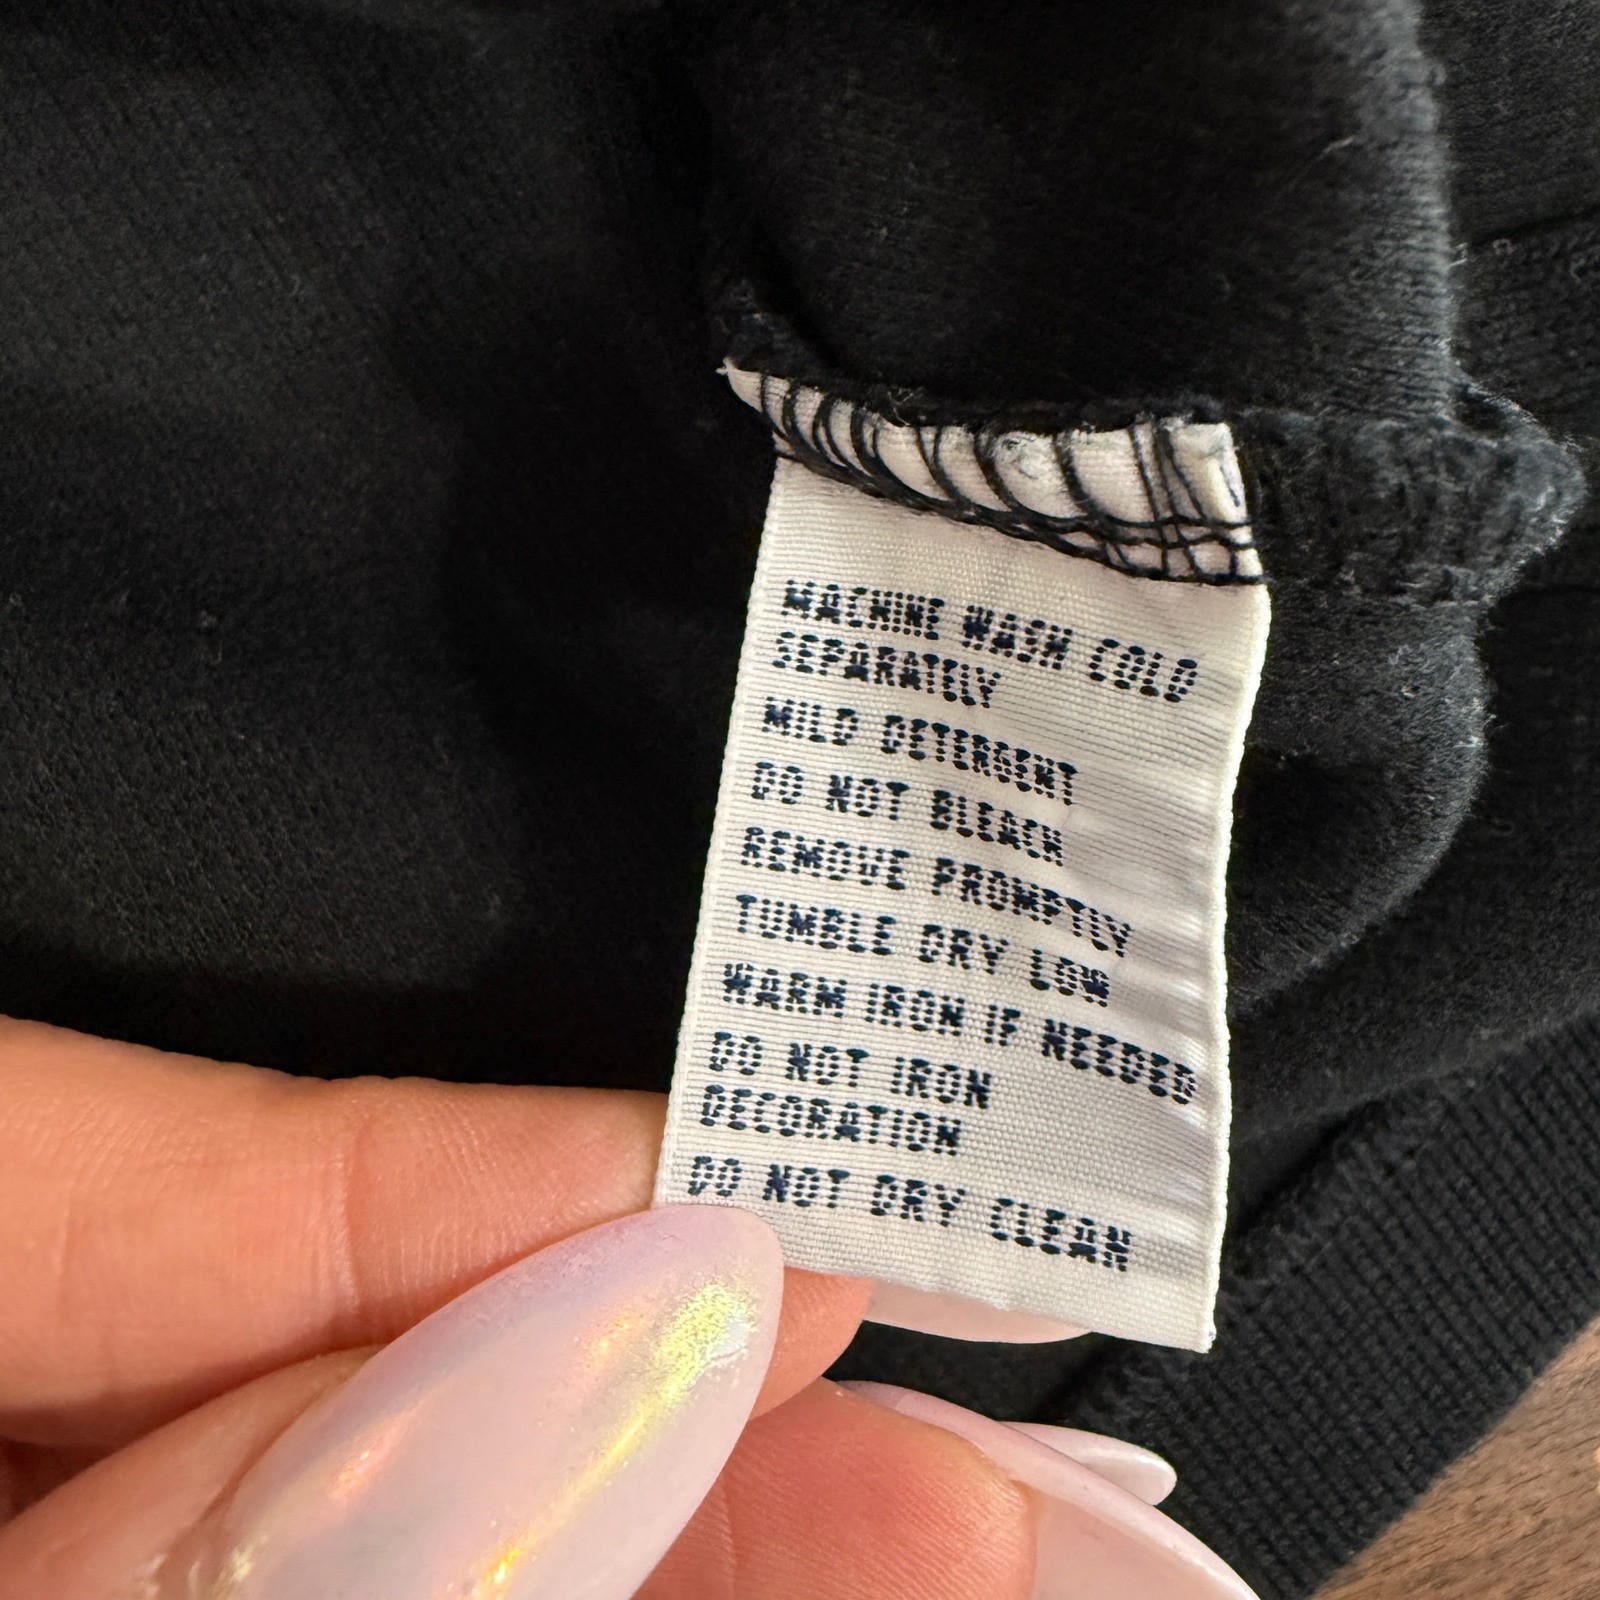 MACHINE WASH COLD
SEPARATELY
MILD DETERGENT
DO NOT BLEACH
REMOVE PROMPTLY
TUMBLE DRY LOW
WARM IRON IF NEEDED
DO NOT IRON
DECORATION
DO NOT DRY CLEAN